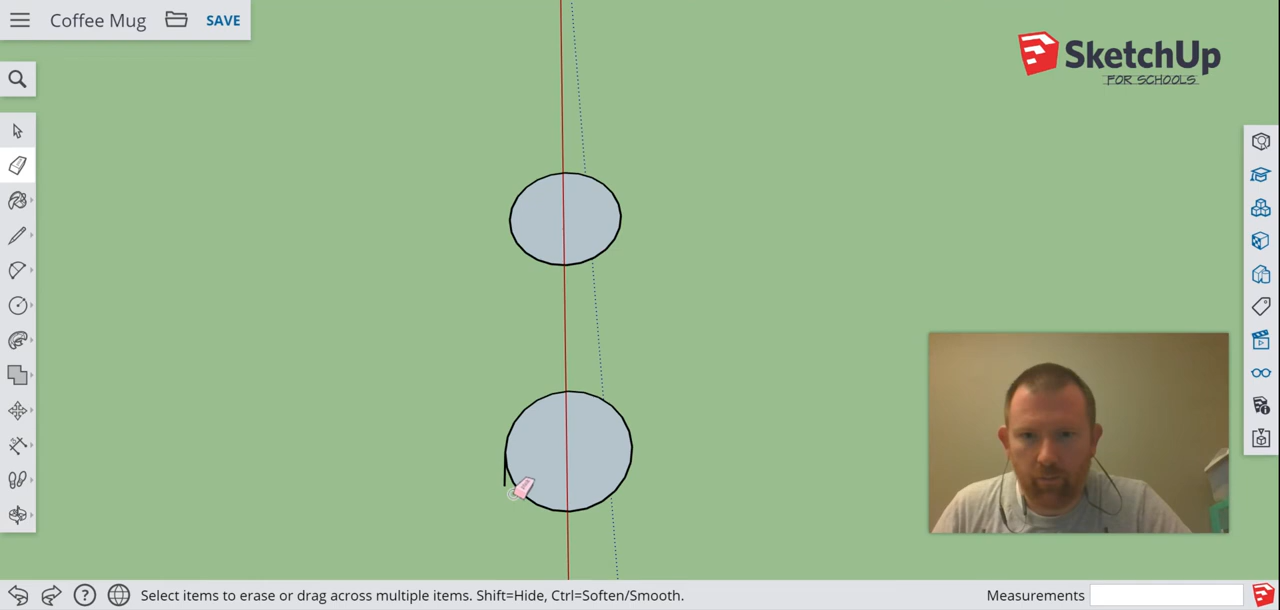 Coffee Mug SAVE
SketchUp
FOR SCHOOLS
Select items to erase or drag across multiple items. Shift=Hide, Ctrl=Soften/Smooth. Measurements